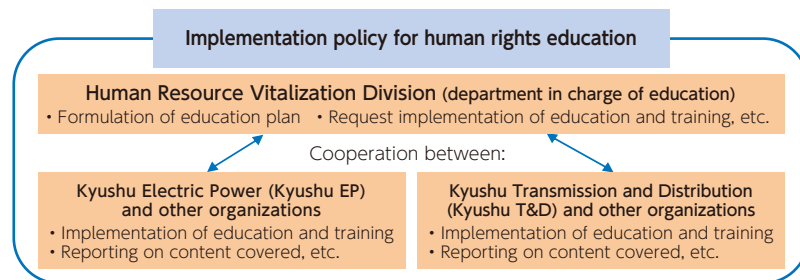 Implementation policy for human rights education
Human Resource Vitalization Division (department in charge of education)
・Formulation of education plan ・Request implementation of education and training, etc.
Cooperation between:
Kyushu Electric Power (Kyushu EP)
and other organizations
・Implementation of education and training
・Reporting on content covered, etc.
Kyushu Transmission and Distribution
(Kyushu T&D) and other organizations
・Implementation of education and training
・Reporting on content covered, etc.